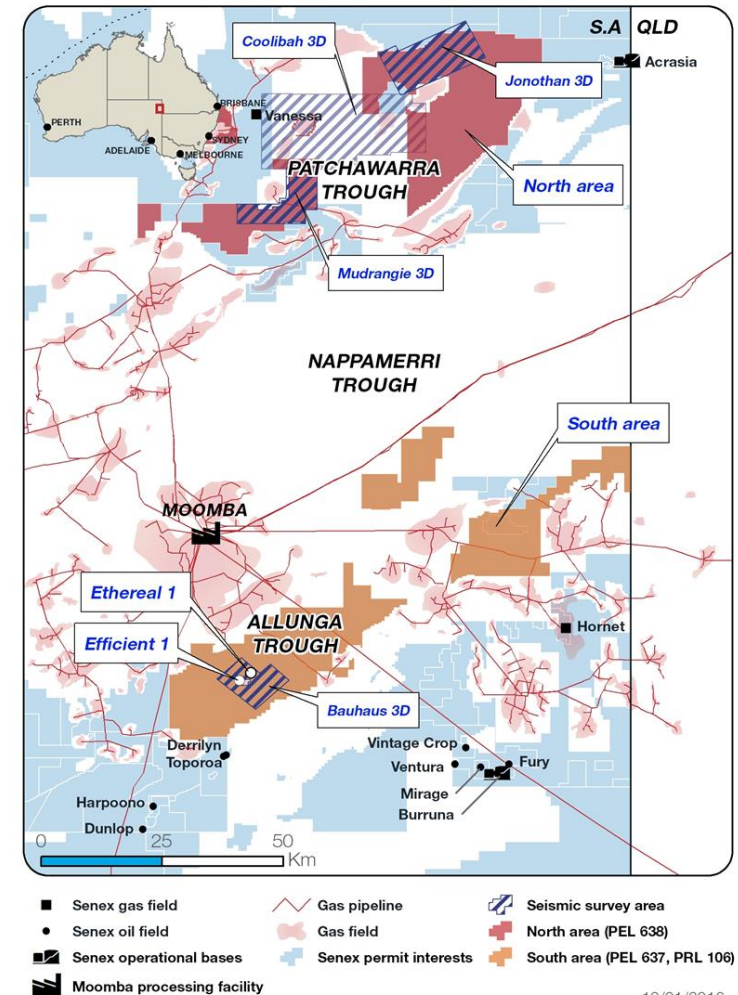 S.A QLD
Coolibah 3D
Jonothan 3D
Acrasia
BRISBANE
PERTH
Vanessa
SYDNEY
ADELAIDE
MELBOURNE
PATCHAWARRA
TROUGH
North area
Mudrangie 3D
NAPPAMERRI
TROUGH
South area
MOOMBA
Ethereal 1
ALLUNGA
TROUGH
Efficient 1
Hornet
Bauhaus 3D
Derrilyn
Toporoa
Vintage Crop
Ventura
Fury
Mirage
Burruna
Harpoono
Dunlop
0 25 50
Km
Senex gas field
Gas pipeline
Seismic survey area
Senex oil field
Gas field
North area (PEL 638)
Senex operational bases
Senex permit interests
South area (PEL 637, PRL 106)
Moomba processing facility